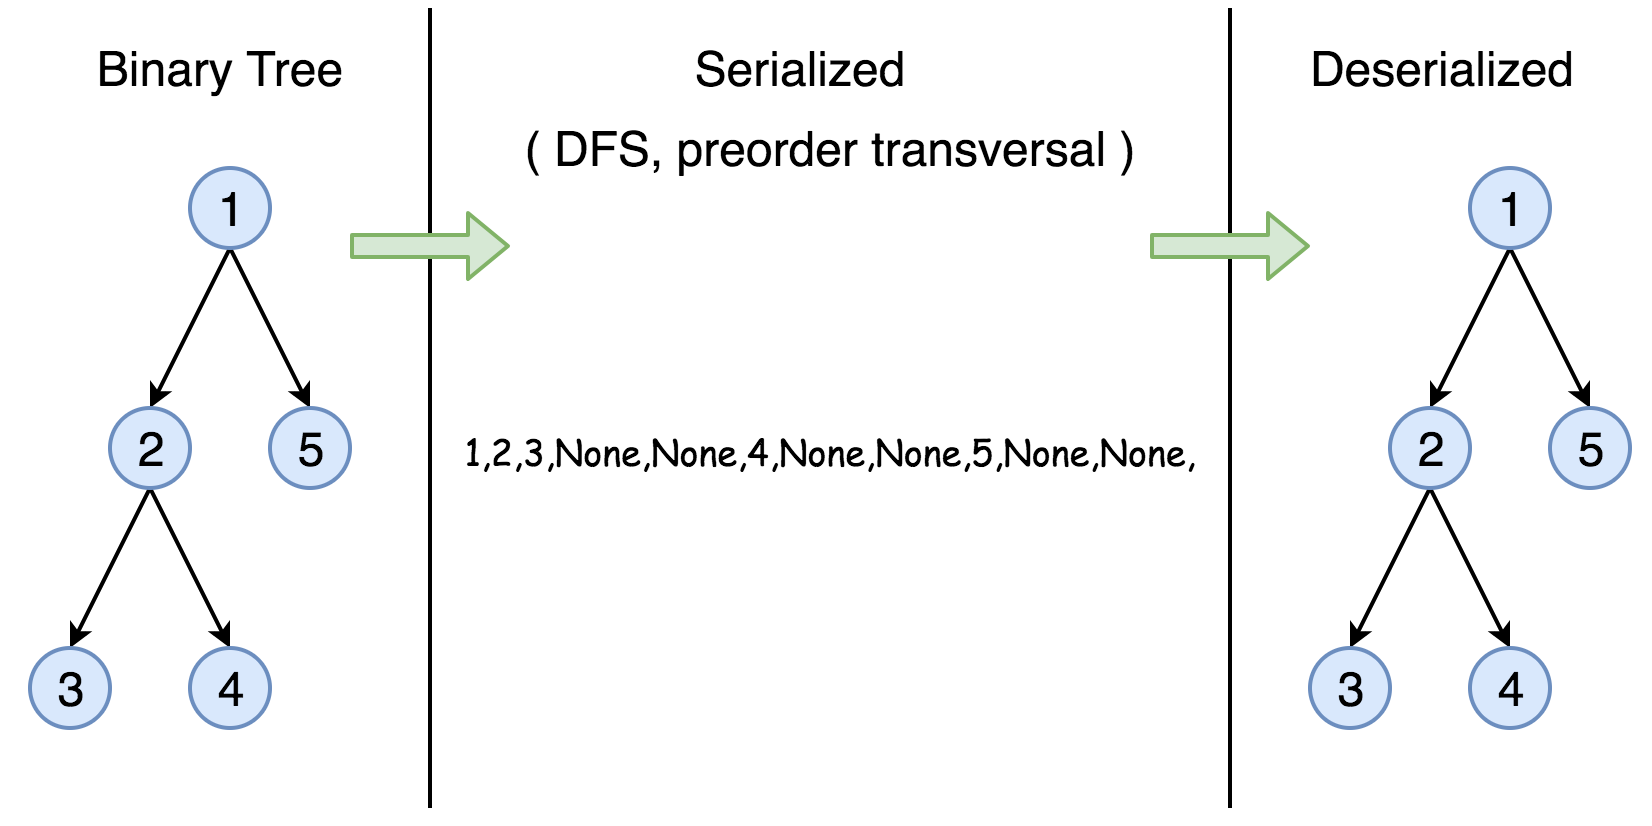 Binary Tree
1
2
5
3
4
Serialized
( DFS, preorder transversal )
1,2,3,None,None,4,None,None,5,None,None,
Deserialized
1
2
5
3
4